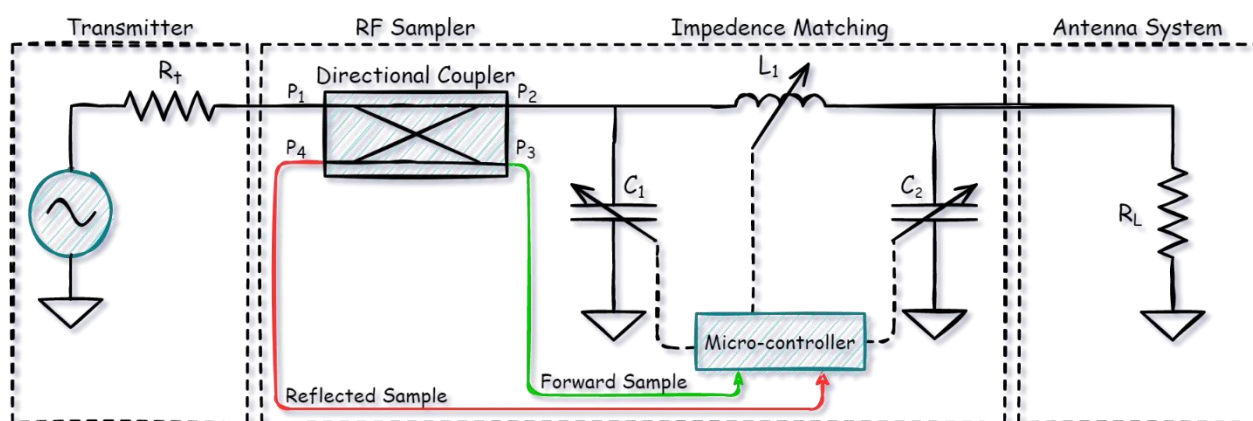 Transmitter
RF Sampler
Impedence Matching
Antenna System
Rt
Directional Coupler
L1
P1
P2
P4
P3
C1
C2
RL
Micro-controller
Forward Sample
Reflected Sample